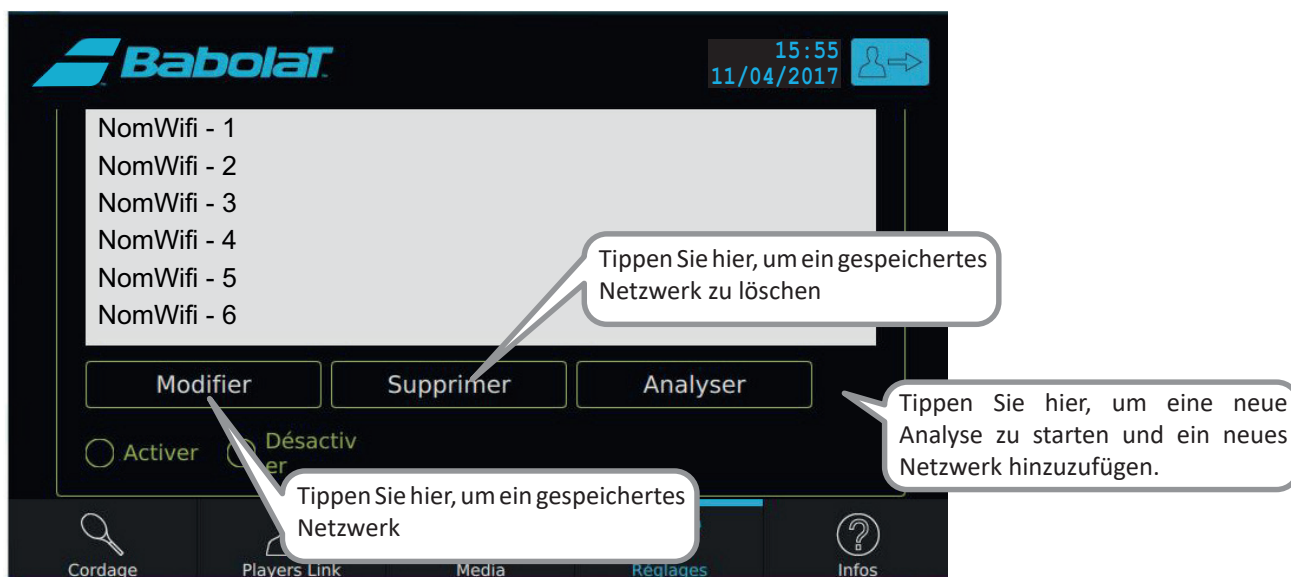 Babolat
15:55
11/04/2017
NomWifi - 1
NomWifi - 2
NomWifi - 3
NomWifi - 4
NomWifi - 5
NomWifi - 6
Tippen Sie hier, um ein gespeichertes
Netzwerk zu löschen
Modifier
Supprimer
Analyser
Tippen Sie hier, um eine neue
Analyse zu starten und ein neues
Netzwerk hinzuzufügen.
Activer
Désactiv
er
Tippen Sie hier, um ein gespeichertes
Netzwerk
Cordage
Players Link
Media
Réglages
Infos